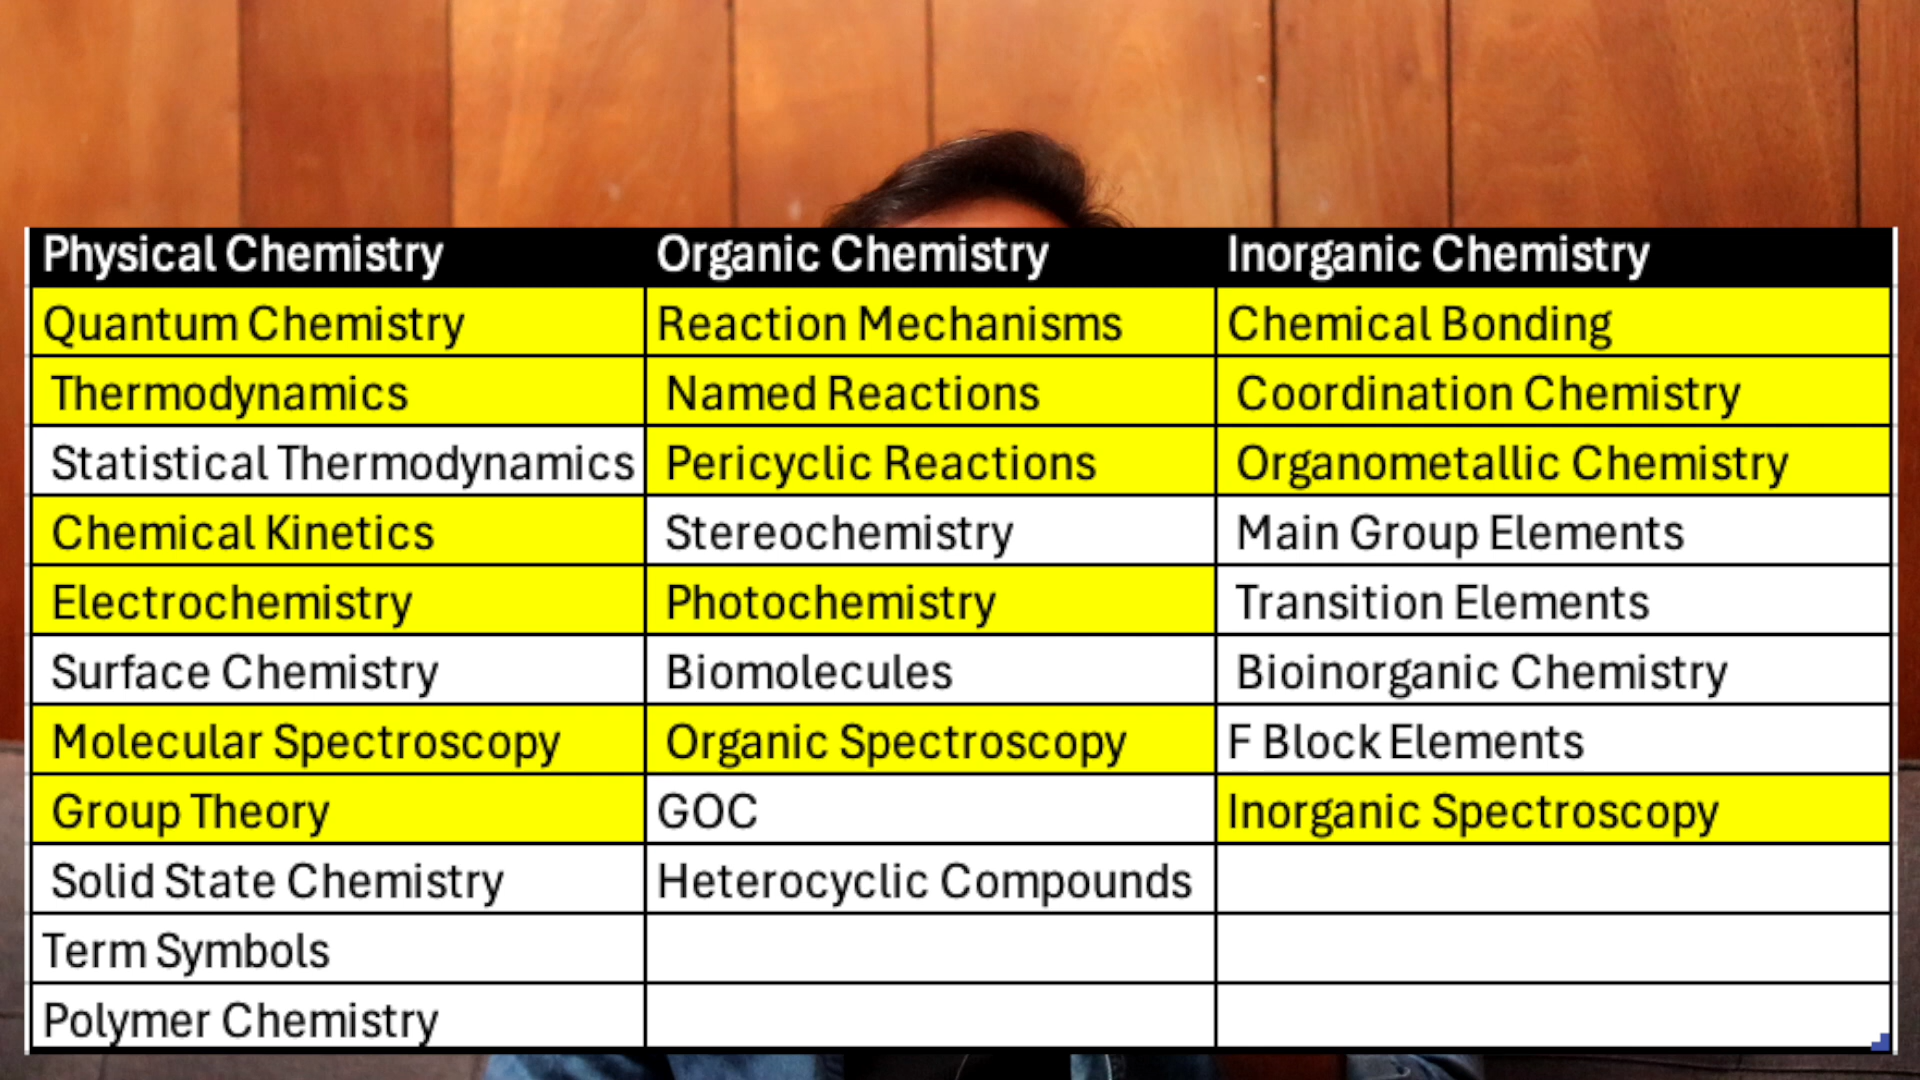 Physical Chemistry Organic Chemistry Inorganic Chemistry
Quantum Chemistry Reaction Mechanisms Chemical Bonding
Thermodynamics Named Reactions Coordination Chemistry
Statistical Thermodynamics Pericyclic Reactions Organometallic Chemistry
Chemical Kinetics Stereochemistry Main Group Elements
Electrochemistry Photochemistry Transition Elements
Surface Chemistry Biomolecules Bioinorganic Chemistry
Molecular Spectroscopy Organic Spectroscopy F Block Elements
Group Theory GOC Inorganic Spectroscopy
Solid State Chemistry Heterocyclic Compounds
Term Symbols
Polymer Chemistry